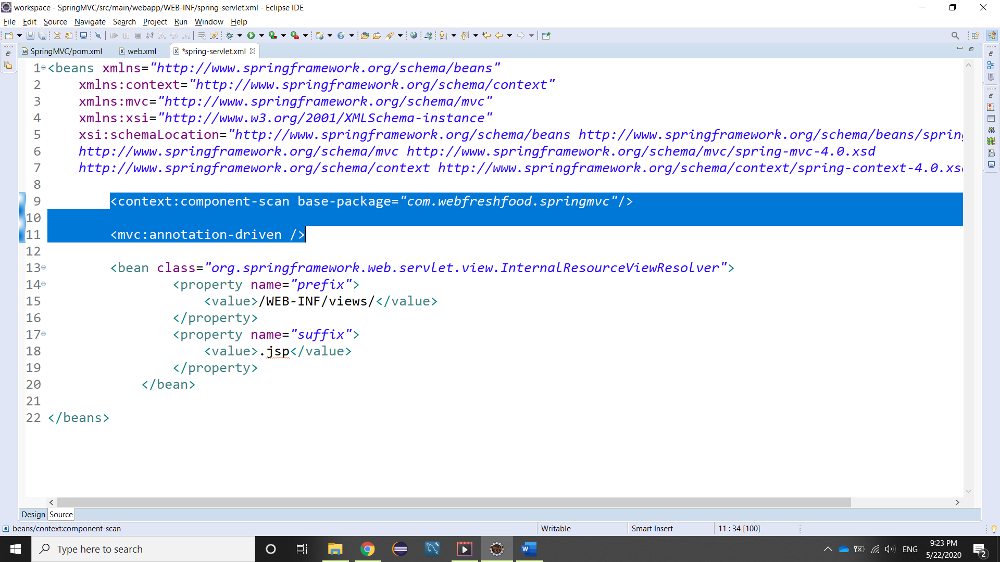 workspace - SpringMVC/src/main/webapp/WEB-INF/spring-servlet.xml - Eclipse IDE
File Edit Source Navigate Search Project Run Window Help
SpringMVC/pom.xml web.xml *spring-servlet.xml
1 <beans xmlns="http://www.springframework.org/schema/beans"
2 xmlns:context="http://www.springframework.org/schema/context"
3 xmlns:mvc="http://www.springframework.org/schema/mvc"
4 xmlns:xsi="http://www.w3.org/2001/XMLSchema-instance"
5 xsi:schemaLocation="http://www.springframework.org/schema/beans http://www.springframework.org/schema/beans/spring
6 http://www.springframework.org/schema/mvc http://www.springframework.org/schema/mvc/spring-mvc-4.0.xsd
7 http://www.springframework.org/schema/context http://www.springframework.org/schema/context/spring-context-4.0.xsd
8
9 <context:component-scan base-package="com.webfreshfood.springmvc"/>
10
11 <mvc:annotation-driven />
12
13 <bean class="org.springframework.web.servlet.view.InternalResourceViewResolver">
14 <property name="prefix">
15 <value>/WEB-INF/views/</value>
16 </property>
17 <property name="suffix">
18 <value>.jsp</value>
19 </property>
20 </bean>
21
22 </beans>
Design Source
beans/context:component-scan Writable Smart Insert 11 : 34 [100]
Type here to search
ENG
9:23 PM
5/22/2020
2